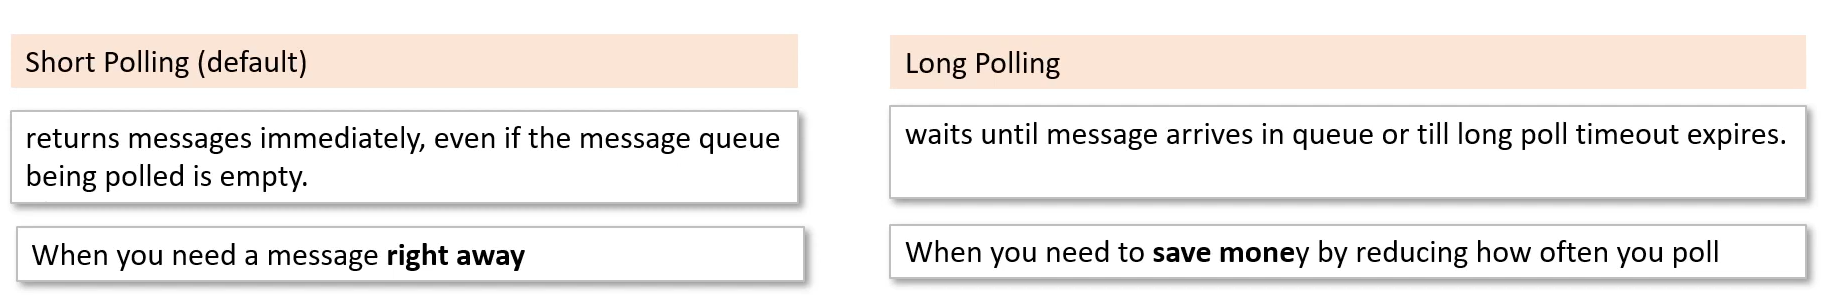 Short Polling (default)
returns messages immediately, even if the message queue
being polled is empty.
When you need a message right away
Long Polling
waits until message arrives in queue or till long poll timeout expires.
When you need to save money by reducing how often you poll